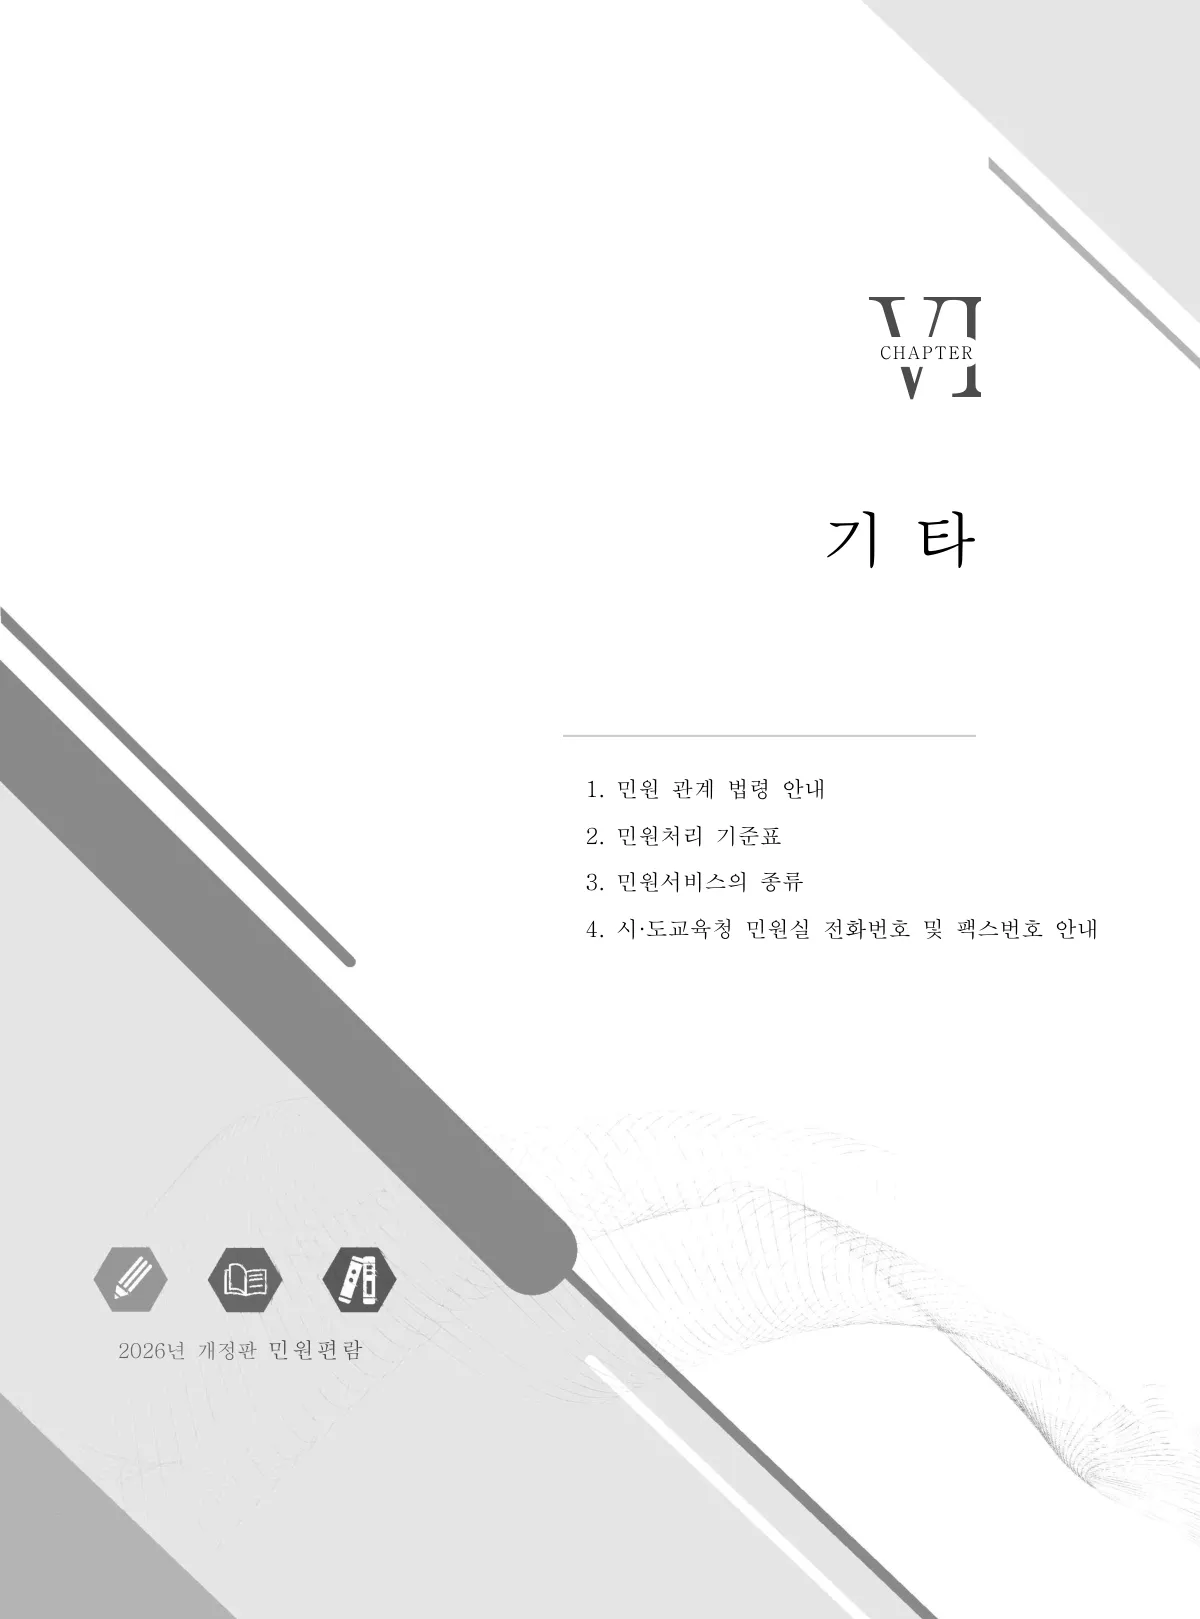 VI
CHAPTER
기 타
1. 민원 관계 법령 안내
2. 민원처리 기준표
3. 민원서비스의 종류
4. 시·도교육청 민원실 전화번호 및 팩스번호 안내
2026년 개정판 민원편람